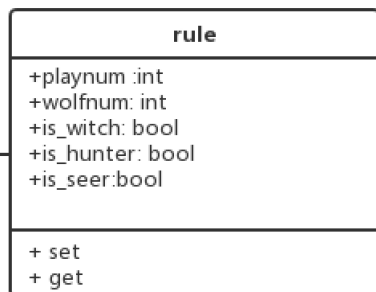 rule
+playnum :int
+wolfnum: int
+is_witch: bool
+is_hunter: bool
+is_seer:bool
+ set
+ get